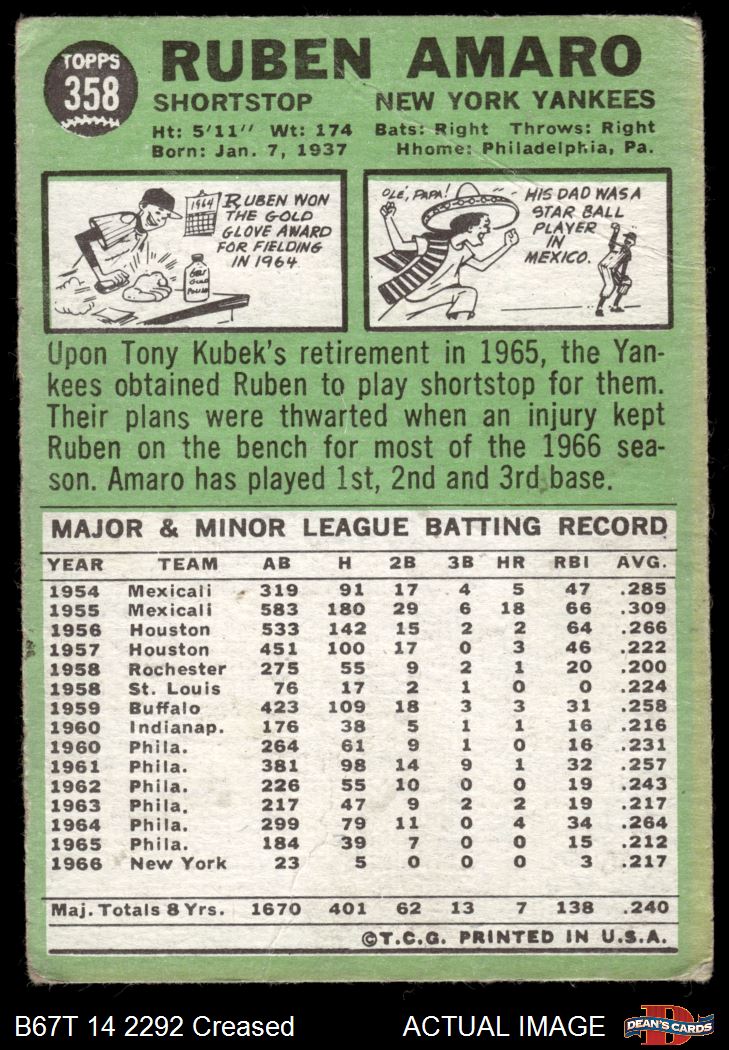 TOPPS
358
RUBEN AMARO
SHORTSTOP NEW YORK YANKEES
Ht: 5'11'' Wt: 174 Bats: Right Throws: Right
Born: Jan. 7, 1937 Hhome: Philadelphia, Pa.
1964
RUBEN WON
THE GOLD
GLOVE AWARD
FOR FIELDING
IN 1964
OLÉ, PAPA!
HIS DAD WAS A
STAR BALL
PLAYER
IN
MEXICO.
Upon Tony Kubek's retirement in 1965, the Yan-
kees obtained Ruben to play shortstop for them.
Their plans were thwarted when an injury kept
Ruben on the bench for most of the 1966 sea-
son. Amaro has played 1st, 2nd and 3rd base.
MAJOR & MINOR LEAGUE BATTING RECORD
YEAR TEAM AB H 2B 3B HR RBI AVG.
1954 Mexicali 319 91 17 4 5 47 .285
1955 Mexicali 583 180 29 6 18 66 .309
1956 Houston 533 142 15 2 2 64 .266
1957 Houston 451 100 17 0 3 46 .222
1958 Rochester 275 55 9 2 1 20 .200
1958 St. Louis 76 17 2 1 0 0 .224
1959 Buffalo 423 109 18 3 3 31 .258
1960 Indianap. 176 38 5 1 1 16 .216
1960 Phila. 264 61 9 1 0 16 .231
1961 Phila. 381 98 14 9 1 32 .257
1962 Phila. 226 55 10 0 0 19 .243
1963 Phila. 217 47 9 2 2 19 .217
1964 Phila. 299 79 11 0 4 34 .264
1965 Phila. 184 39 7 0 0 15 .212
1966 New York 23 5 0 0 0 3 .217
Maj. Totals 8 Yrs. 1670 401 62 13 7 138 .240
©T.C.G. PRINTED IN U.S.A.
B67T 14 2292 Creased ACTUAL IMAGE
D
DEAN'S CARDS